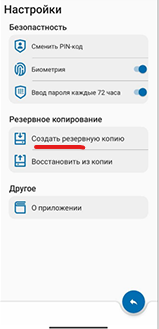 Настройки
Безопасность
Сменить PIN-код
Биометрия
Ввод пароля каждые 72 часа
Резервное копирование
Создать резервную копию
Восстановить из копии
Другое
О приложении